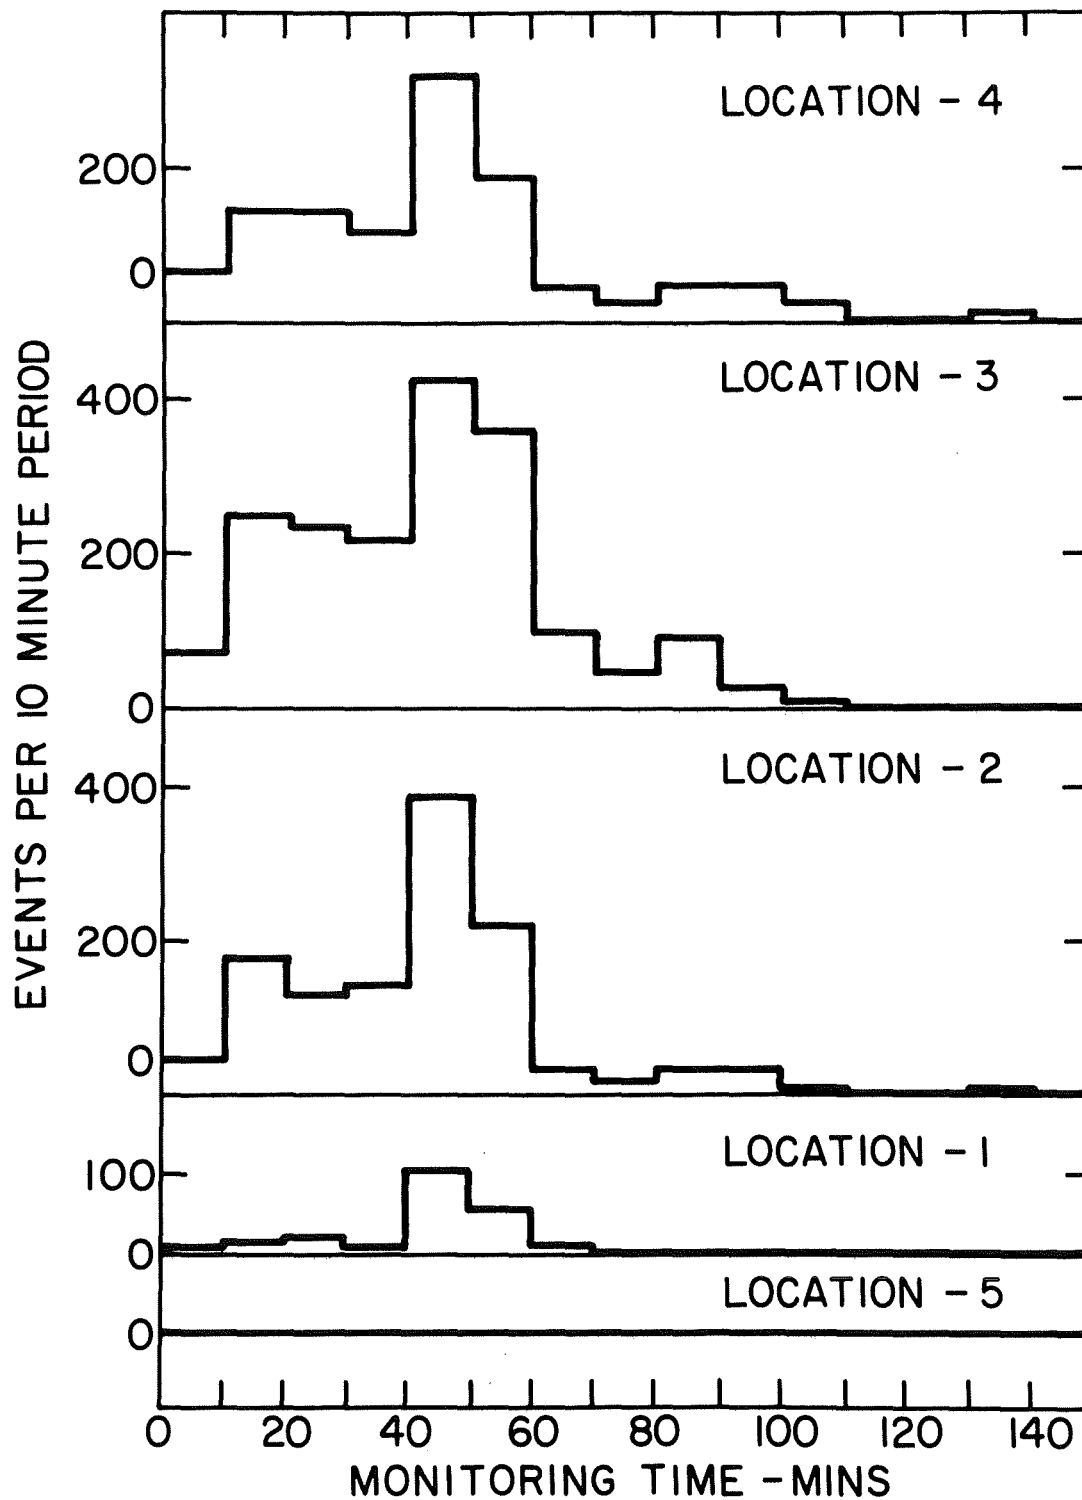 LOCATION - 4
200
0
LOCATION - 3
400
200
0
LOCATION - 2
400
200
0
LOCATION - 1
100
0
LOCATION - 5
0
0 20 40 60 80 100 120 140
MONITORING TIME - MINS
EVENTS PER 10 MINUTE PERIOD